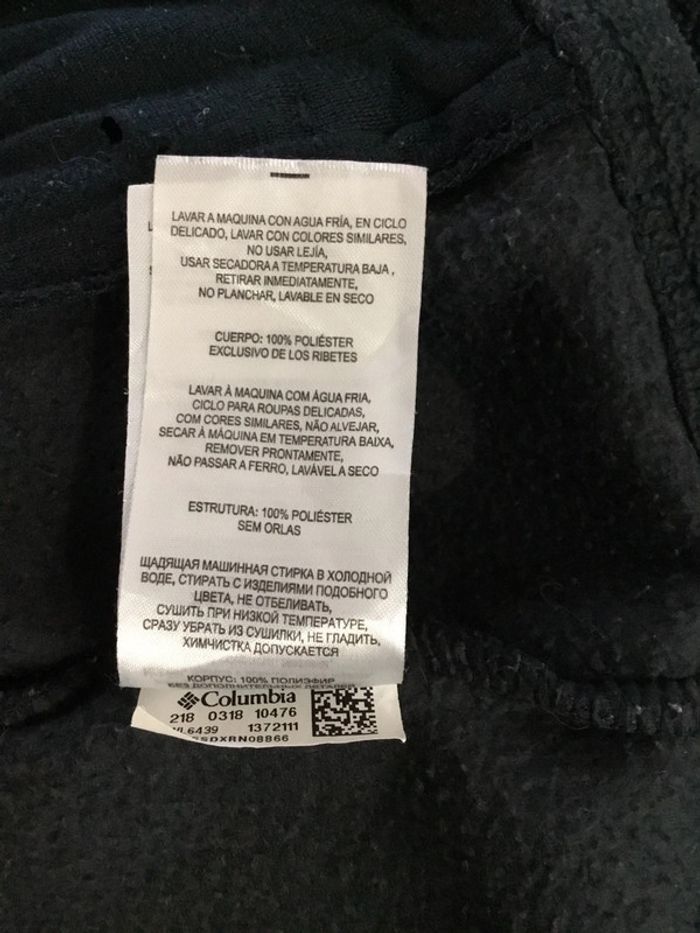 LAVAR A MAQUINA CON AGUA FRÍA, EN CICLO
DELICADO, LAVAR CON COLORES SIMILARES,
NO USAR LEJÍA,
USAR SECADORA A TEMPERATURA BAJA ,
RETIRAR INMEDIATAMENTE,
NO PLANCHAR, LAVABLE EN SECO
CUERPO: 100% POLIÉSTER
EXCLUSIVO DE LOS RIBETES
LAVAR À MAQUINA COM ÁGUA FRIA,
CICLO PARA ROUPAS DELICADAS,
COM CORES SIMILARES, NÃO ALVEJAR,
SECAR À MÁQUINA EM TEMPERATURA BAIXA,
REMOVER PRONTAMENTE,
NÃO PASSAR A FERRO, LAVÁVEL A SECO
ESTRUTURA: 100% POLIÉSTER
SEM ORLAS
ЩАДЯЩАЯ МАШИННАЯ СТИРКА В ХОЛОДНОЙ
ВОДЕ, СТИРАТЬ С ИЗДЕЛИЯМИ ПОДОБНОГО
ЦВЕТА, НЕ ОТБЕЛИВАТЬ,
СУШИТЬ ПРИ НИЗКОЙ ТЕМПЕРАТУРЕ,
СРАЗУ УБРАТЬ ИЗ СУШИЛКИ, НЕ ГЛАДИТЬ,
ХИМЧИСТКА ДОПУСКАЕТСЯ
КОРПУС: 100% ПОЛИЭФИР
БЕЗ ДОПОЛНИТЕЛЬНЫХ ДЕТАЛЕЙ
Columbia
218 0318 10476
1372111